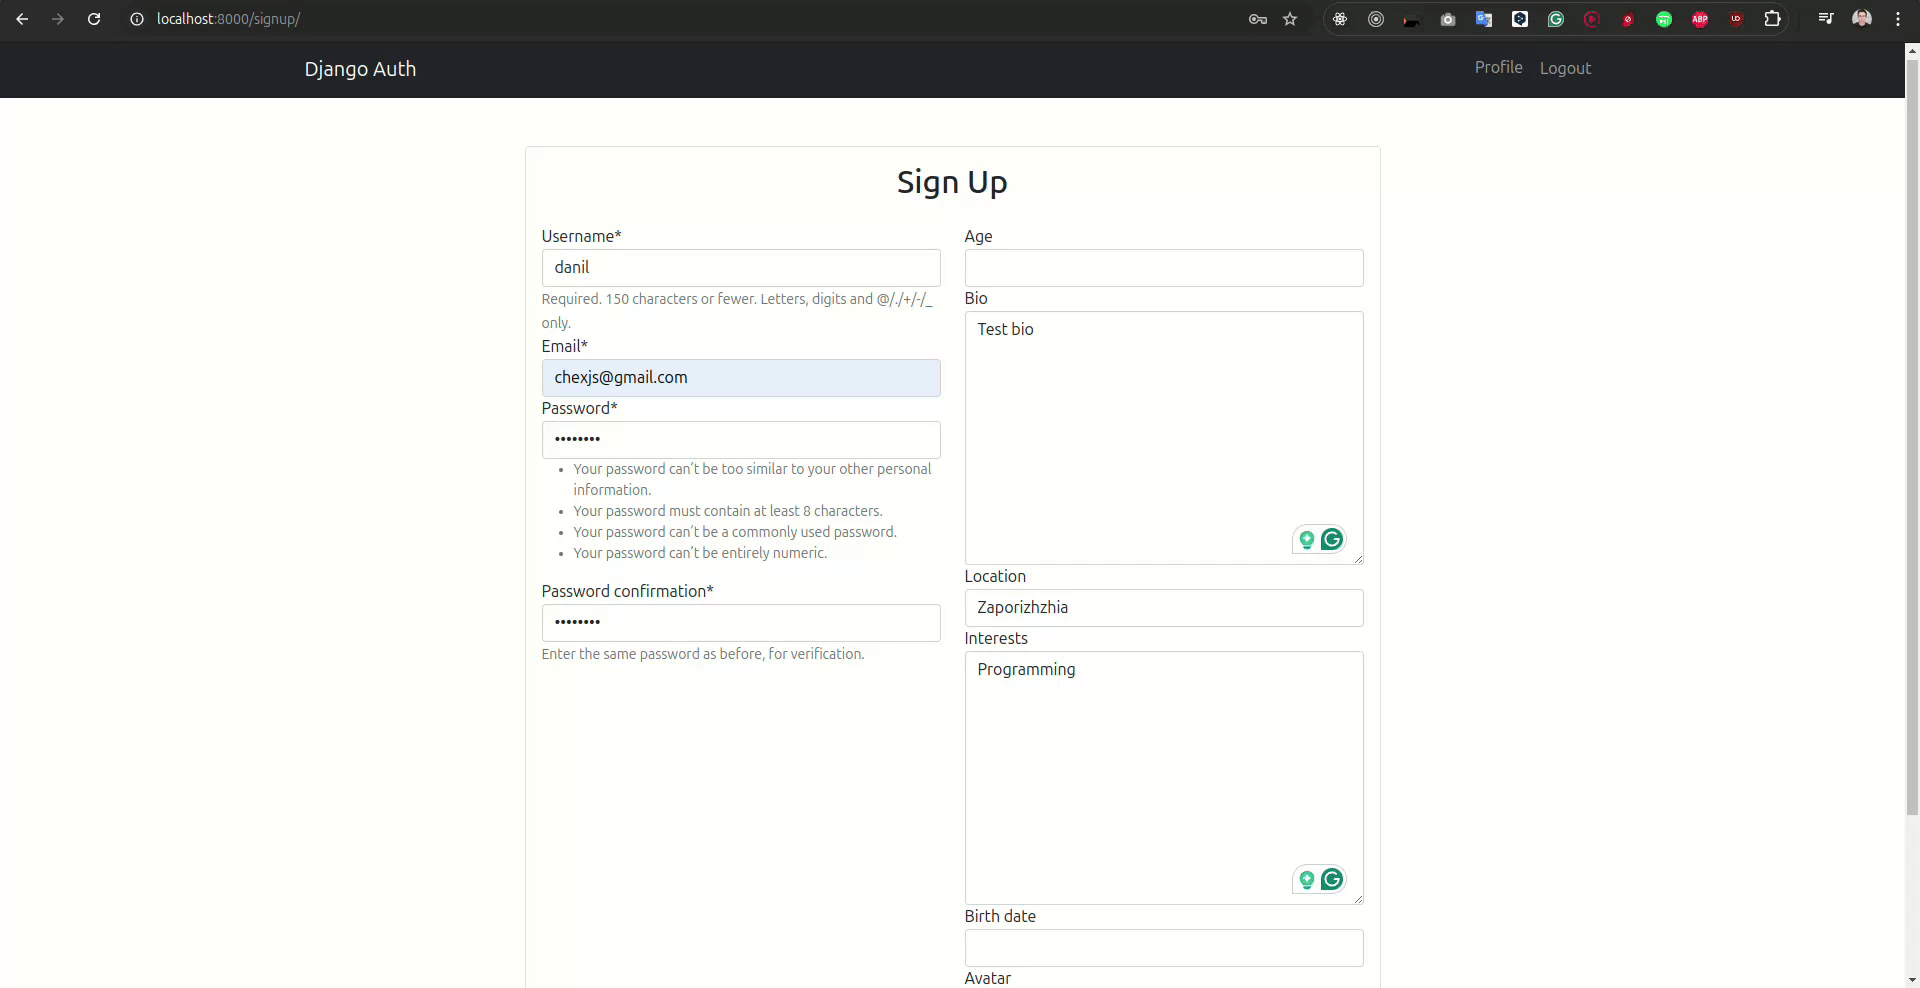 localhost:8000/signup/
ABP
Django Auth
Profile
Logout
Sign Up
Username*
danil
Required. 150 characters or fewer. Letters, digits and @/./+/-/_
only.
Email*
chexjs@gmail.com
Password*
••••••••
• Your password can’t be too similar to your other personal
information.
• Your password must contain at least 8 characters.
• Your password can’t be a commonly used password.
• Your password can’t be entirely numeric.
Password confirmation*
••••••••
Enter the same password as before, for verification.
Age
Bio
Test bio
Location
Zaporizhzhia
Interests
Programming
Birth date
Avatar